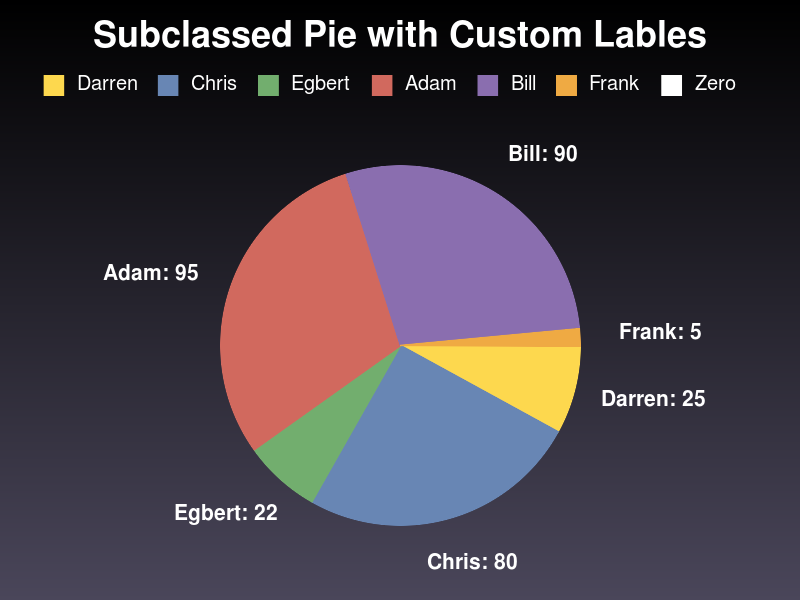 Subclassed Pie with Custom Lables
Darren Chris Egbert Adam Bill Frank Zero
Bill: 90
Adam: 95
Frank: 5
Darren: 25
Egbert: 22
Chris: 80